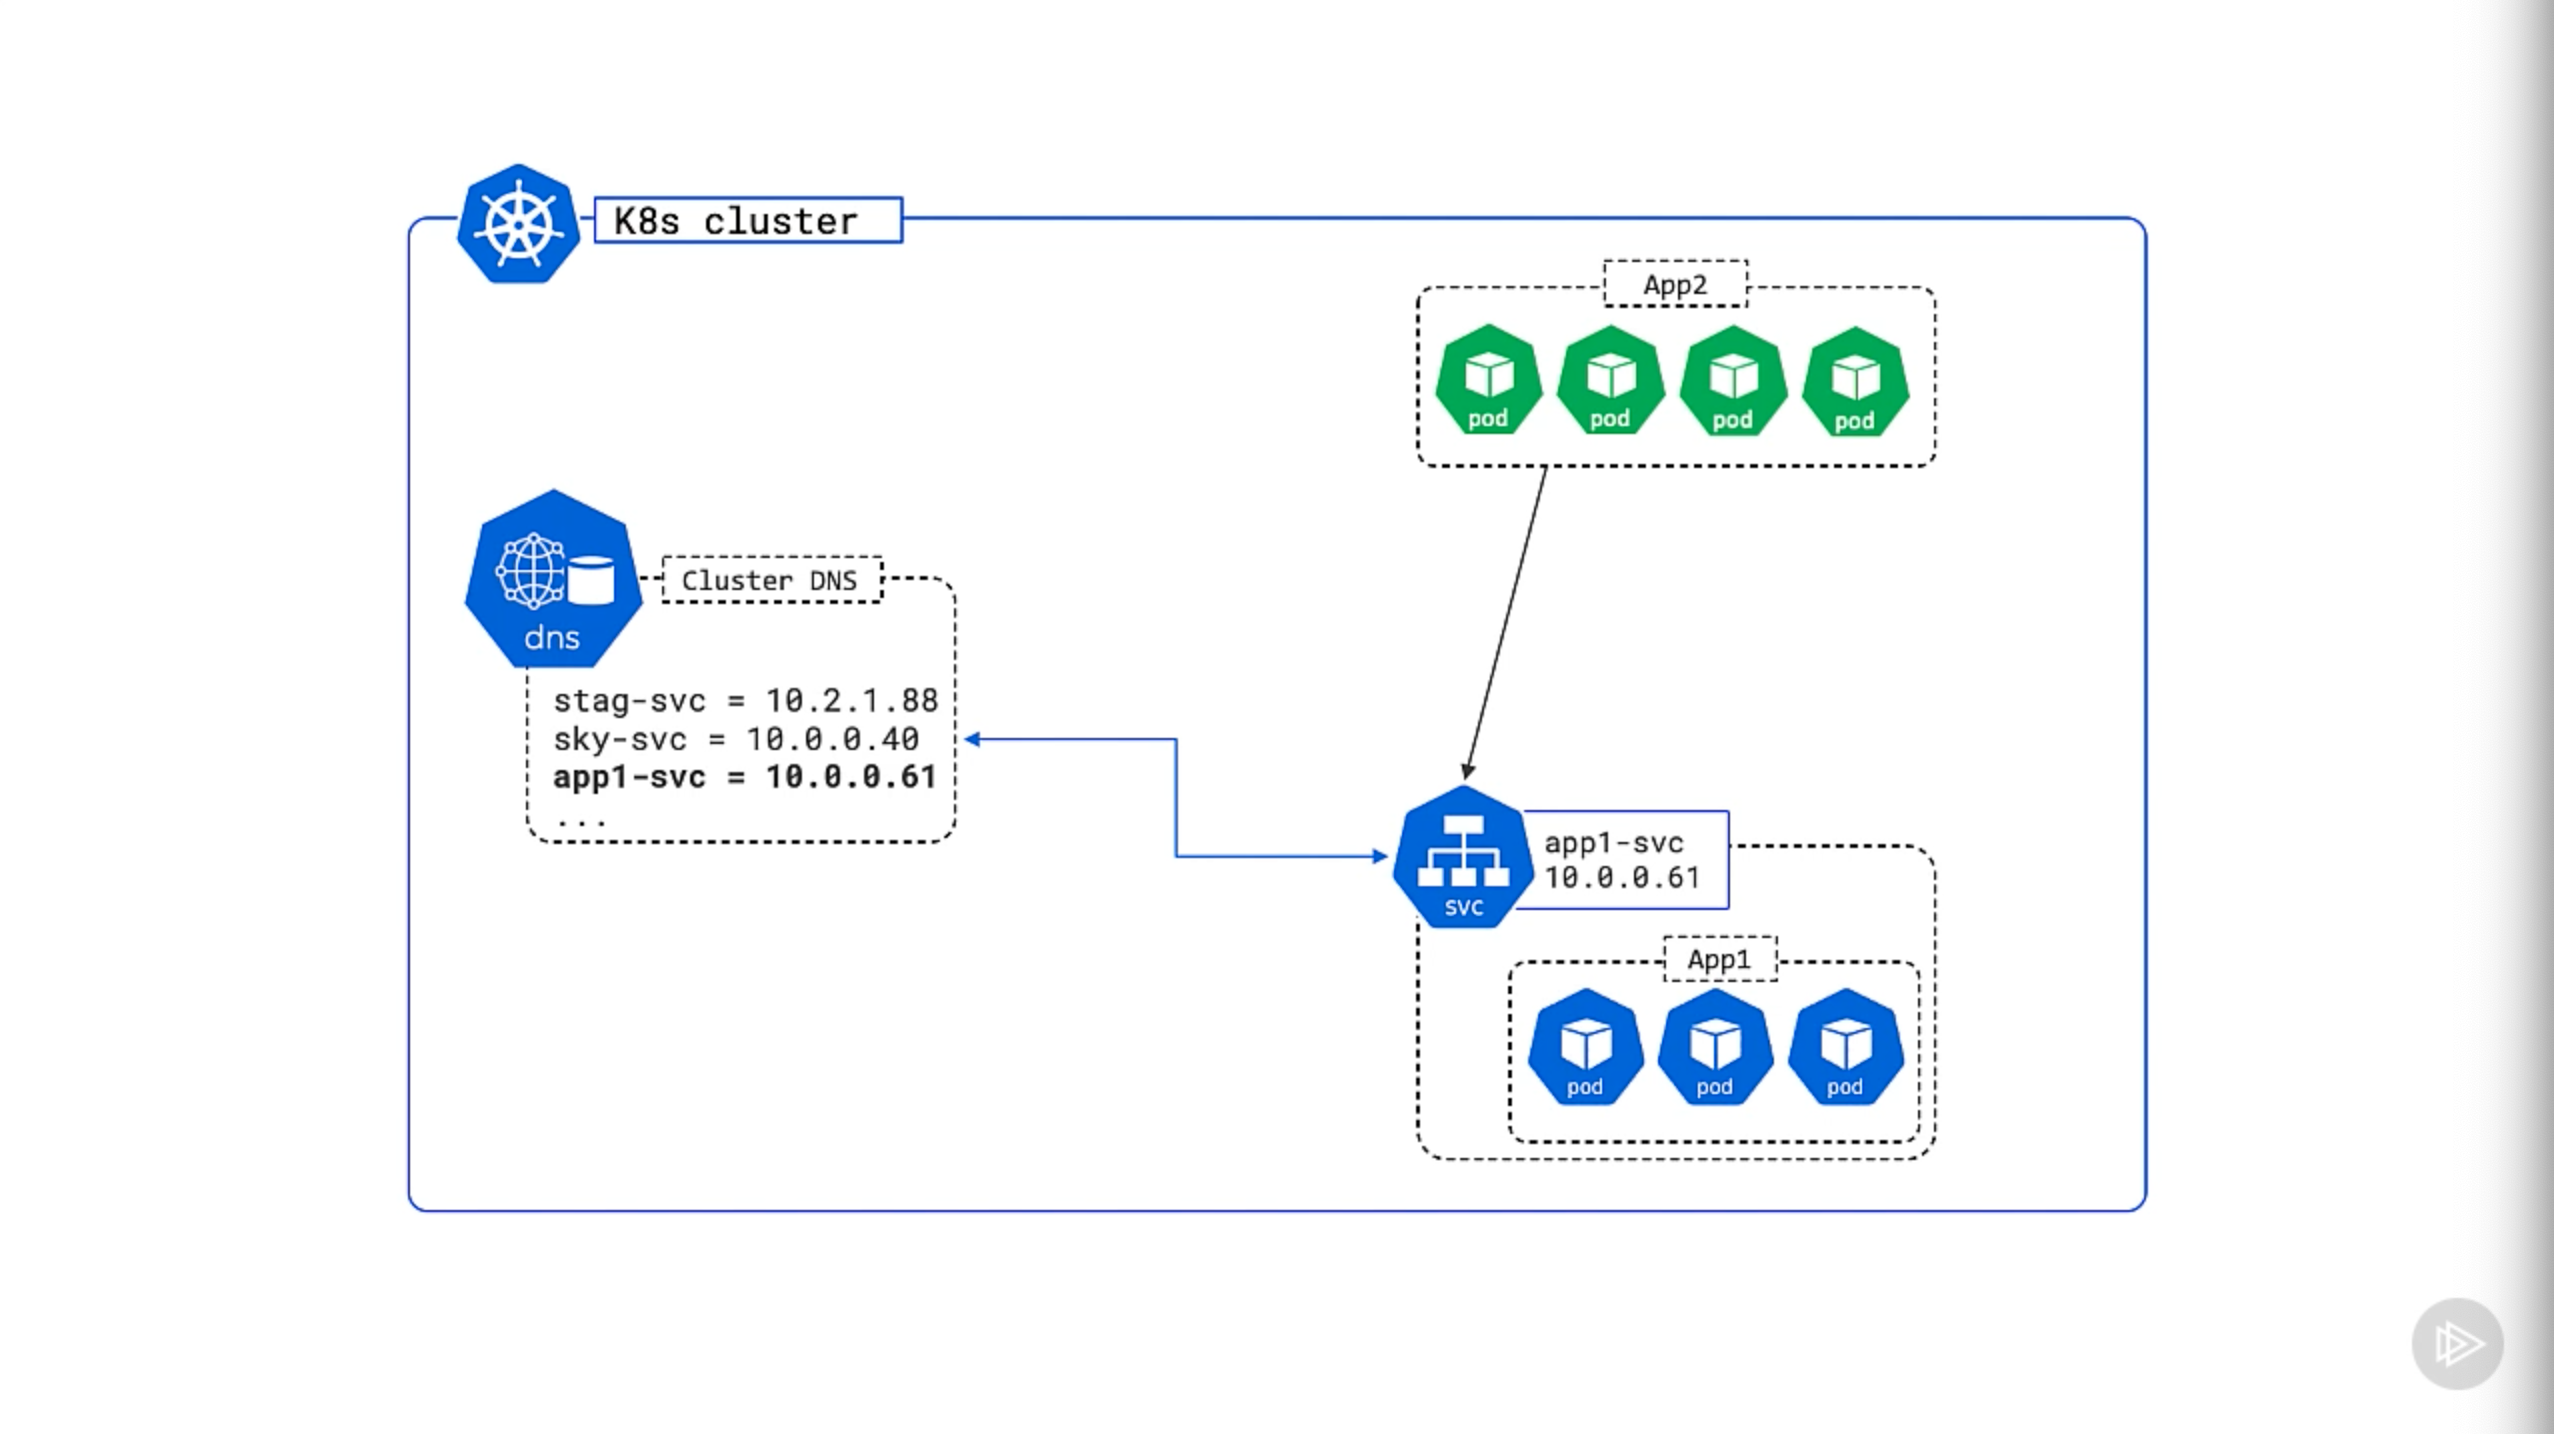 K8s cluster
App2
pod
pod
pod
pod
dns
Cluster DNS
stag-svc = 10.2.1.88
sky-svc = 10.0.0.40
app1-svc = 10.0.0.61
...
svc
app1-svc
10.0.0.61
App1
pod
pod
pod